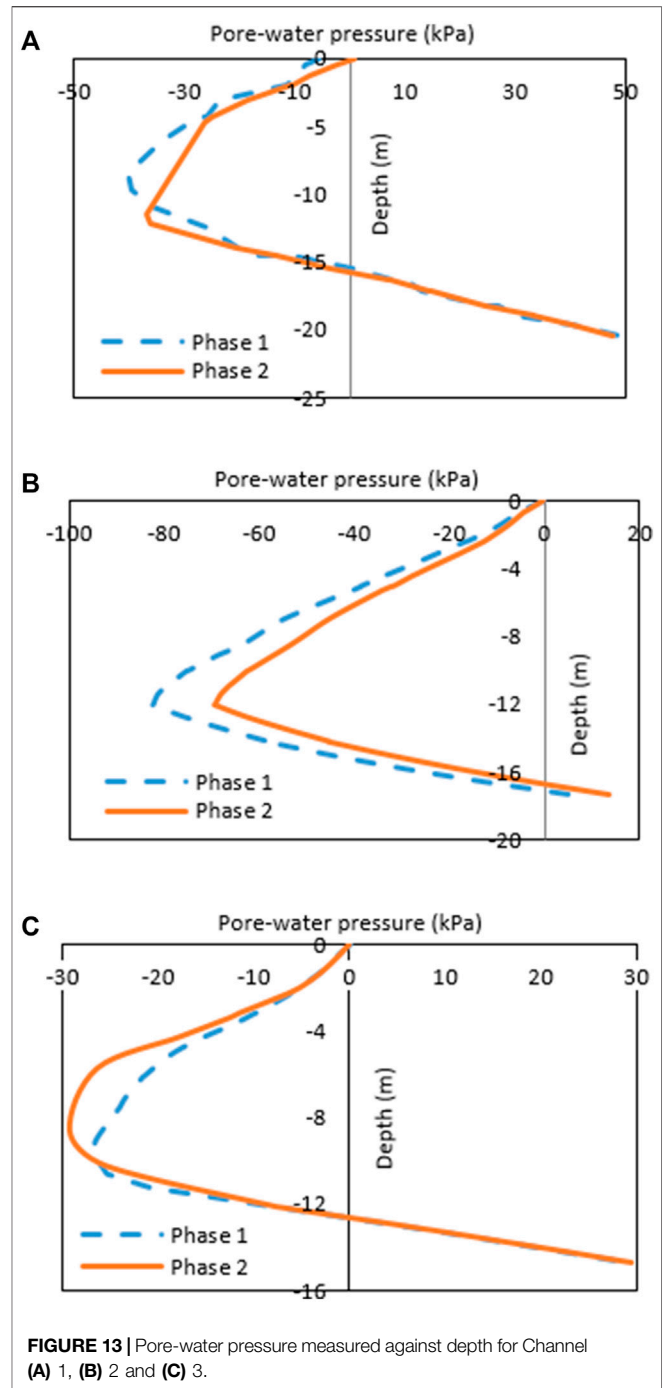 A
Pore-water pressure (kPa)
0
-50 -30 -10 10 30 50
-5
-10
-15
-20
-25
Depth (m)
Phase 1
Phase 2
B
Pore-water pressure (kPa)
0
-100 -80 -60 -40 -20 0 20
-4
-8
-12
-16
-20
Depth (m)
Phase 1
Phase 2
C
Pore-water pressure (kPa)
0
-30 -20 -10 0 10 20 30
-4
-8
-12
-16
Depth (m)
Phase 1
Phase 2
FIGURE 13 | Pore-water pressure measured against depth for Channel
(A) 1, (B) 2 and (C) 3.